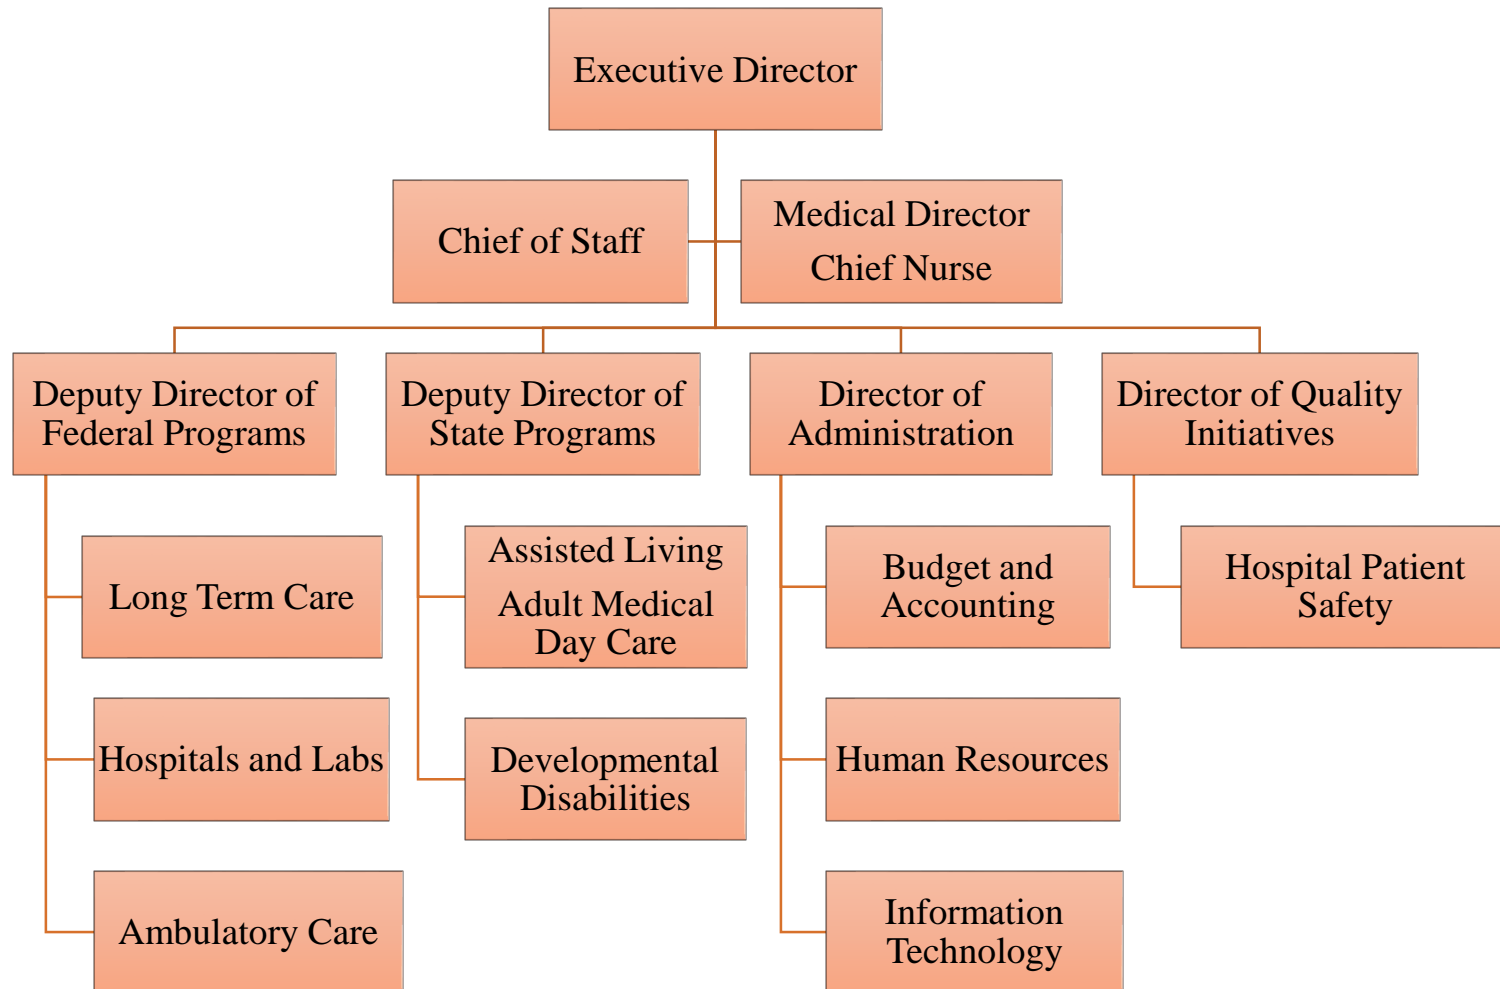 Executive Director
Chief of Staff
Medical Director
Chief Nurse
Deputy Director of
Federal Programs
Deputy Director of
State Programs
Director of
Administration
Director of Quality
Initiatives
Long Term Care
Hospitals and Labs
Ambulatory Care
Assisted Living
Adult Medical
Day Care
Developmental
Disabilities
Budget and
Accounting
Human Resources
Information
Technology
Hospital Patient
Safety